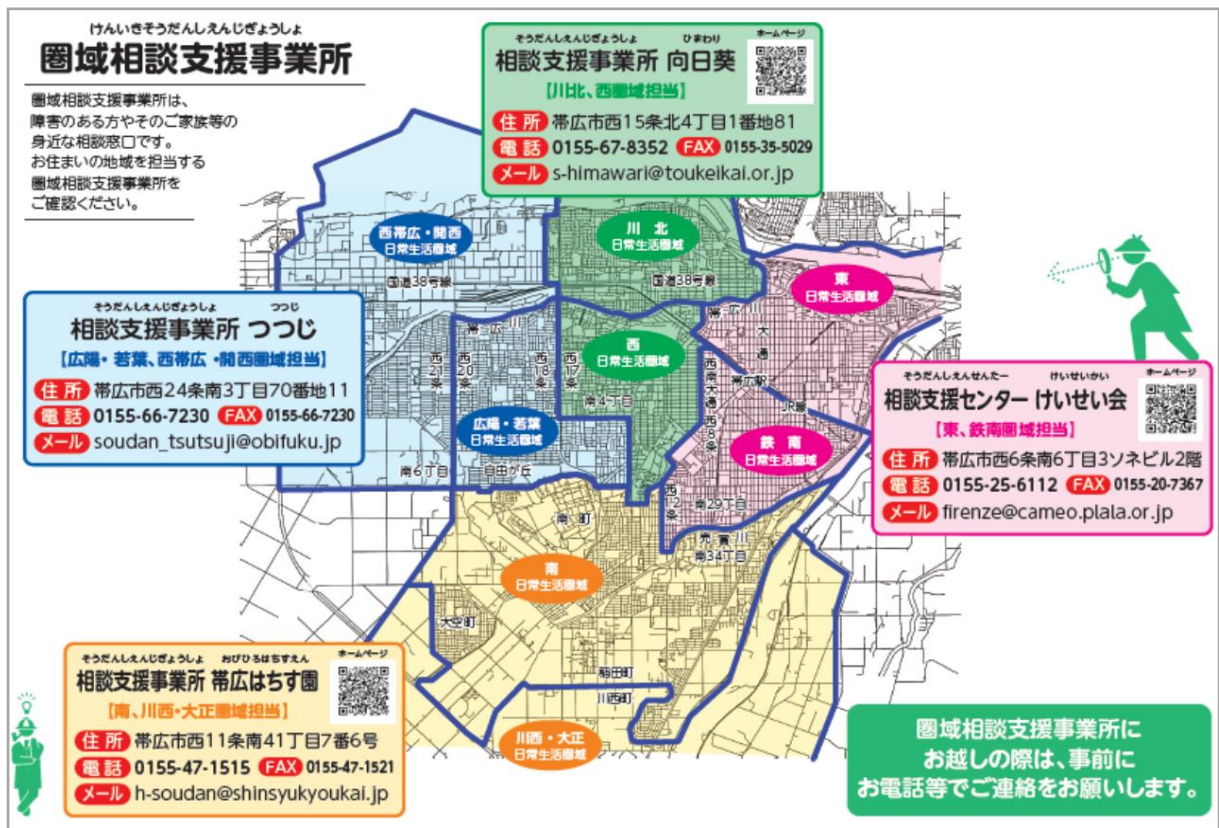 けんいきそうだんしえんじぎょうしょ
圏域相談支援事業所
圏域相談支援事業所は、
障害のある方やそのご家族等の
身近な相談窓口です。
お住まいの地域を担当する
圏域相談支援事業所を
ご確認ください。
そうだんしえんじぎょうしょ ひまわり
相談支援事業所 向日葵
ホームページ
【川北、西圏域担当】
住所 帯広市西15条北4丁目1番地81
電話 0155-67-8352 FAX 0155-35-5029
メール s-himawari@toukeikai.or.jp
西帯広・開西
日常生活圏域
川北
日常生活圏域
国道38号線
国道38号線
東
日常生活圏域
そうだんしえんじぎょうしょ つつじ
相談支援事業所 つつじ
【広陽・若葉、西帯広・開西圏域担当】
住所 帯広市西24条南3丁目70番地11
電話 0155-66-7230 FAX 0155-66-7230
メール soudan_tsutsuji@obifuku.jp
帯広川
帯広川
大通
西21条
西20条
西18条
西17条
西
日常生活圏域
南4丁目
西南大通
西8条
帯広駅
JR線
広陽・若葉
日常生活圏域
鉄南
日常生活圏域
南6丁目
自由が丘
西12条
南29丁目
売買川
南34丁目
そうだんしえんせんたー けいせいかい
相談支援センター けいせい会
ホームページ
【東、鉄南圏域担当】
住所 帯広市西6条南6丁目3ソネビル2階
電話 0155-25-6112 FAX 0155-20-7367
メール firenze@cameo.plala.or.jp
南町
南
日常生活圏域
大空町
稲田町
川西町
川西・大正
日常生活圏域
そうだんしえんじぎょうしょ おびひろはちすえん
相談支援事業所 帯広はちす園
ホームページ
【南、川西・大正圏域担当】
住所 帯広市西11条南41丁目7番6号
電話 0155-47-1515 FAX 0155-47-1521
メール h-soudan@shinsyukyoukai.jp
圏域相談支援事業所に
お越しの際は、事前に
お電話等でご連絡をお願いします。